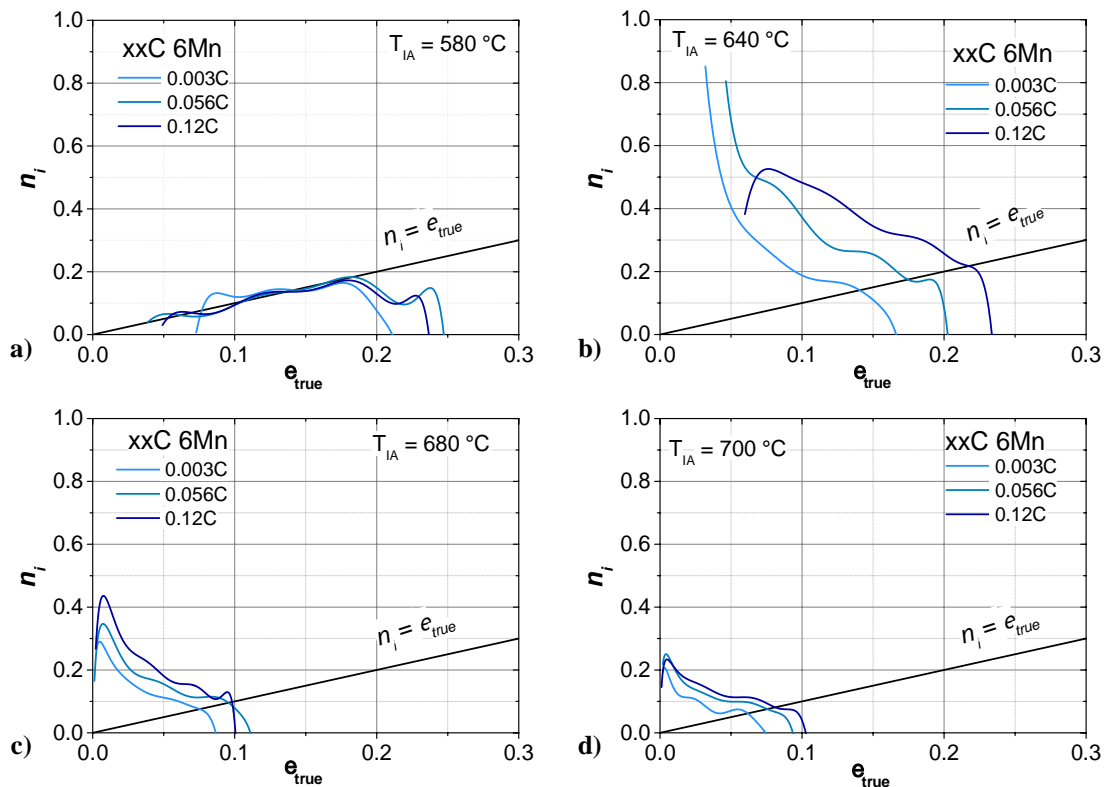 1.0
0.8
0.6
0.4
0.2
0.0
n_i
xxC 6Mn
0.003C
0.056C
0.12C
T_IA = 580 °C
n_i = e_true
0.0 0.1 0.2 0.3
e_true
a)
1.0
0.8
0.6
0.4
0.2
0.0
n_i
T_IA = 640 °C
xxC 6Mn
0.003C
0.056C
0.12C
n_i = e_true
0.0 0.1 0.2 0.3
e_true
b)
1.0
0.8
0.6
0.4
0.2
0.0
n_i
xxC 6Mn
0.003C
0.056C
0.12C
T_IA = 680 °C
n_i = e_true
0.0 0.1 0.2 0.3
e_true
c)
1.0
0.8
0.6
0.4
0.2
0.0
n_i
T_IA = 700 °C
xxC 6Mn
0.003C
0.056C
0.12C
n_i = e_true
0.0 0.1 0.2 0.3
e_true
d)